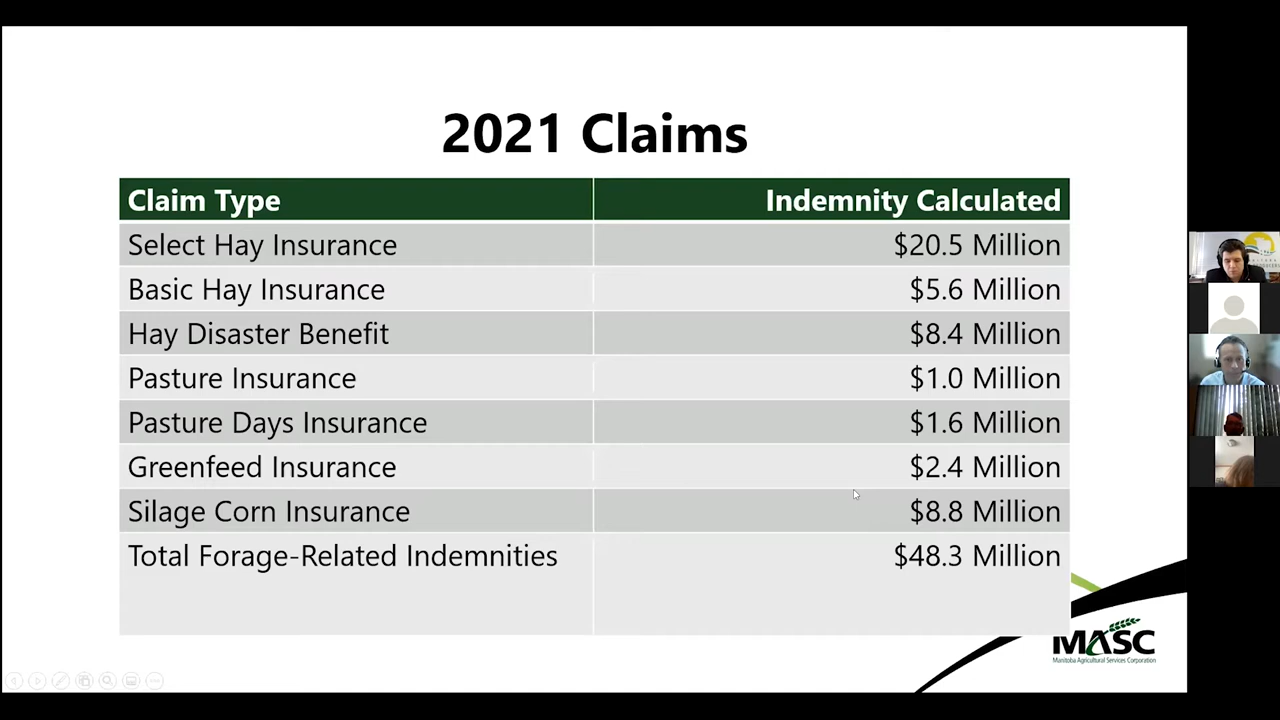 2021 Claims
Claim Type Indemnity Calculated
Select Hay Insurance $20.5 Million
Basic Hay Insurance $5.6 Million
Hay Disaster Benefit $8.4 Million
Pasture Insurance $1.0 Million
Pasture Days Insurance $1.6 Million
Greenfeed Insurance $2.4 Million
Silage Corn Insurance $8.8 Million
Total Forage-Related Indemnities $48.3 Million
MASC
Manitoba Agricultural Services Corporation